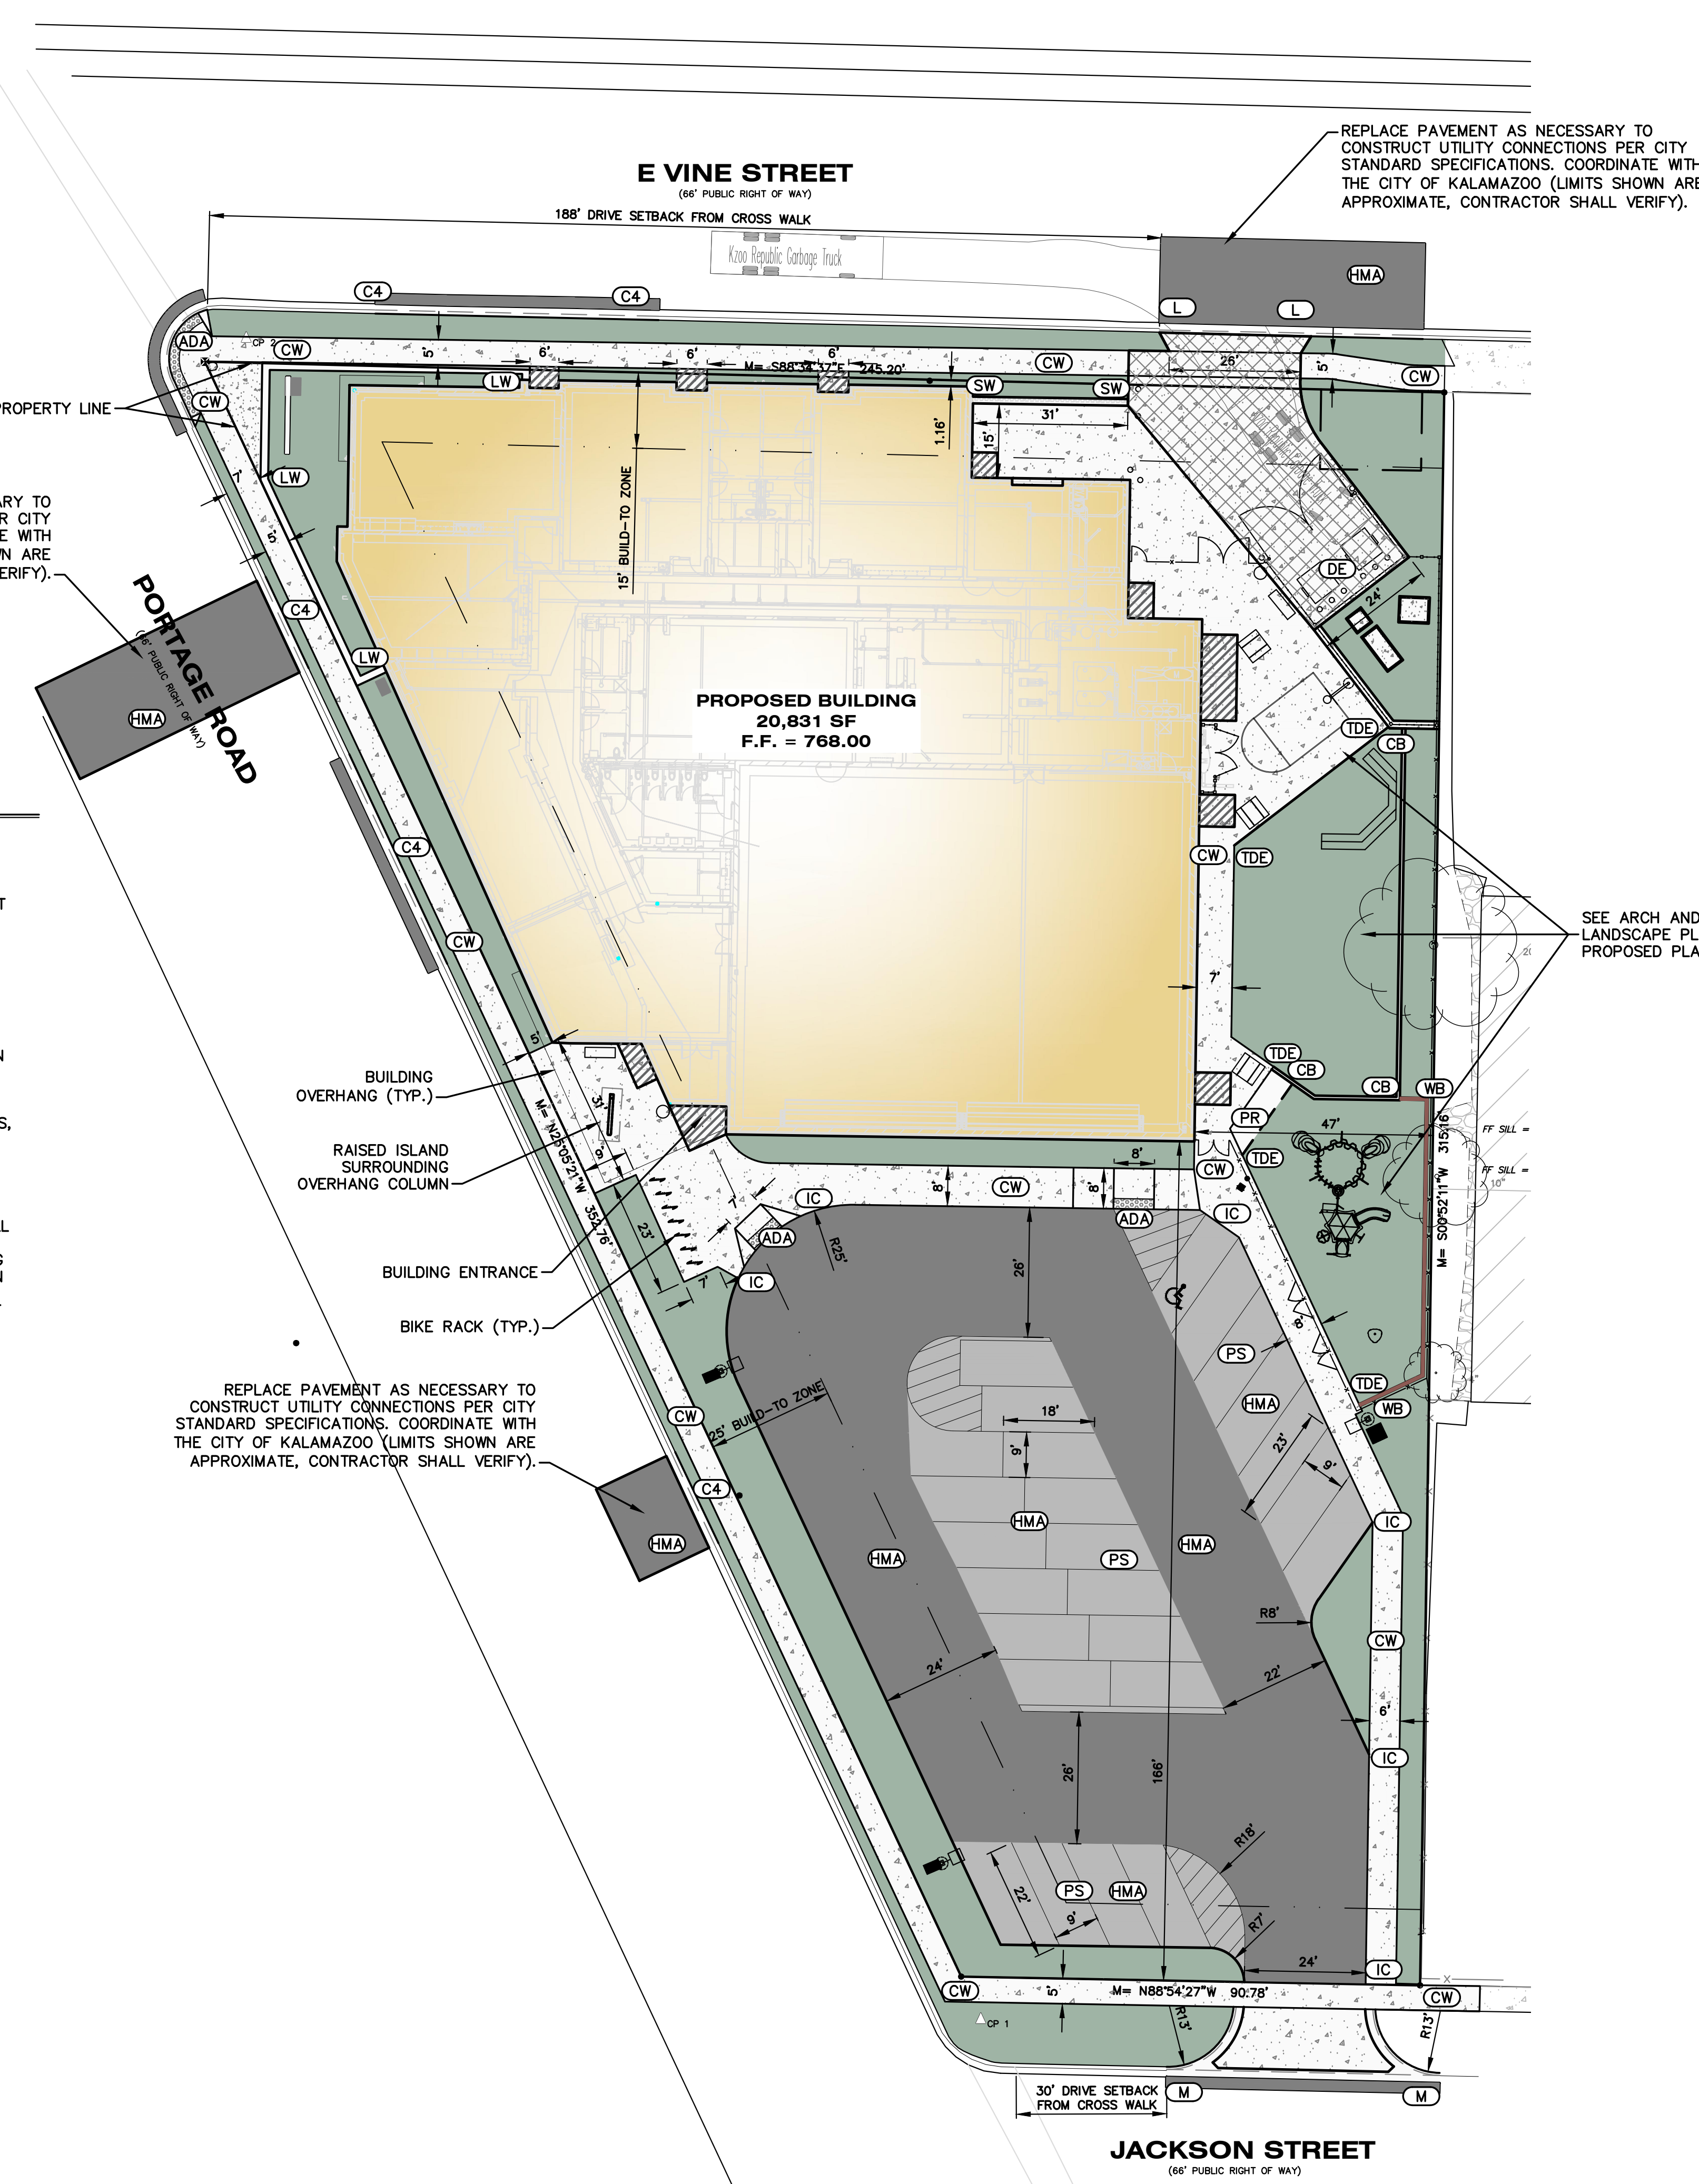 E VINE STREET
(66' PUBLIC RIGHT OF WAY)
188' DRIVE SETBACK FROM CROSS WALK
Kzoo Republic Garbage Truck
REPLACE PAVEMENT AS NECESSARY TO
CONSTRUCT UTILITY CONNECTIONS PER CITY
STANDARD SPECIFICATIONS. COORDINATE WITH
THE CITY OF KALAMAZOO (LIMITS SHOWN ARE
APPROXIMATE, CONTRACTOR SHALL VERIFY).
HMA
L
L
C4
C4
ADA
CP 2
CW
5'
6'
6'
6'
M= S88°34'37"E 245.20'
CW
26'
5'
CW
LW
SW
SW
PROPERTY LINE
CW
31'
15'
1.16'
15' BUILD-TO ZONE
7'
LW
5'
ARY TO
R CITY
E WITH
WN ARE
ERIFY).
DE
24'
C4
LW
PORTAGE ROAD
(66' PUBLIC RIGHT OF WAY)
HMA
PROPOSED BUILDING
20,831 SF
F.F. = 768.00
TDE
CB
C4
CW
TDE
T
CW
SEE ARCH AND
LANDSCAPE PL
PROPOSED PLA
7'
N
5'
BUILDING
OVERHANG (TYP.)
TDE
CB
CB
WB
31'
S,
RAISED ISLAND
SURROUNDING
OVERHANG COLUMN
9'
PR
47'
FF SILL =
FF SILL =
10"
M= S00°52'11"W 315.16'
M= N25°05'21"W 352.76'
TDE
CW
8'
8'
8'
CW
IC
7'
ADA
IC
ADA
R25'
23'
26'
BUILDING ENTRANCE
7'
IC
BIKE RACK (TYP.)
8'
PS
REPLACE PAVEMENT AS NECESSARY TO
CONSTRUCT UTILITY CONNECTIONS PER CITY
STANDARD SPECIFICATIONS. COORDINATE WITH
THE CITY OF KALAMAZOO (LIMITS SHOWN ARE
APPROXIMATE, CONTRACTOR SHALL VERIFY).
25' BUILD-TO ZONE
CW
18'
9'
HMA
TDE
WB
23'
9'
C4
HMA
HMA
HMA
PS
HMA
IC
R8'
CW
24'
22'
6'
26'
166'
IC
R18'
22'
PS
HMA
9'
R7'
24'
IC
CW
5'
M= N88°54'27"W 90.78'
CW
CP 1
R13'
R13'
30' DRIVE SETBACK
FROM CROSS WALK
M
M
JACKSON STREET
(66' PUBLIC RIGHT OF WAY)